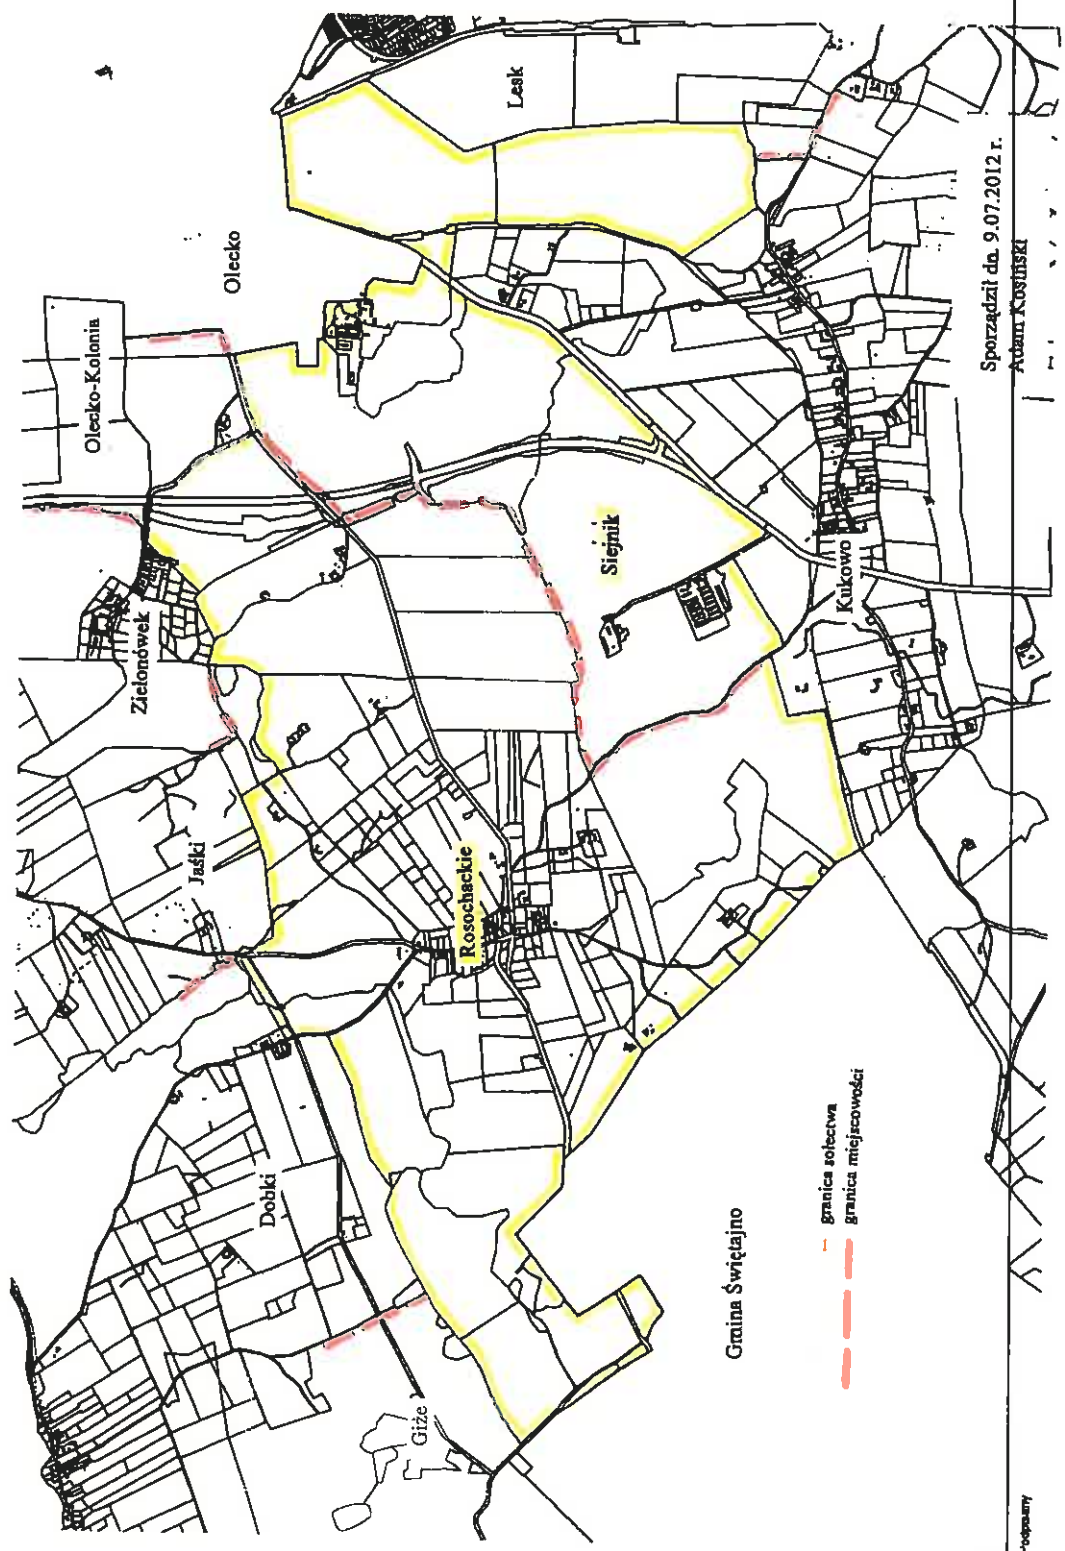 Lesk
Olecko
Olecko-Kolonia
Siejnik
Zielonówek
Kukowo
Jaśki
Rosochackie
Dobki
Giże
Gmina Świętajno
granica sołectwa
granica miejscowości
Sporządził dn. 9.07.2012 r.
Adam Kosiński